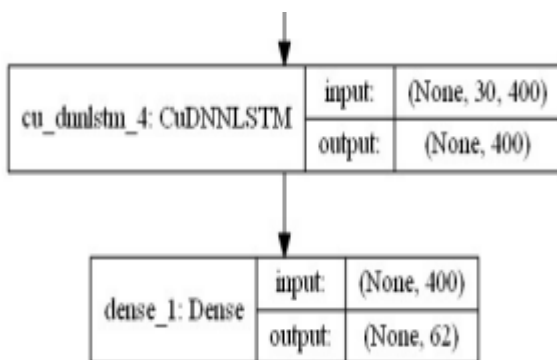 cu_dnnlstm_4: CuDNNLSTM
input:
(None, 30, 400)
output:
(None, 400)
dense_1: Dense
input:
(None, 400)
output:
(None, 62)